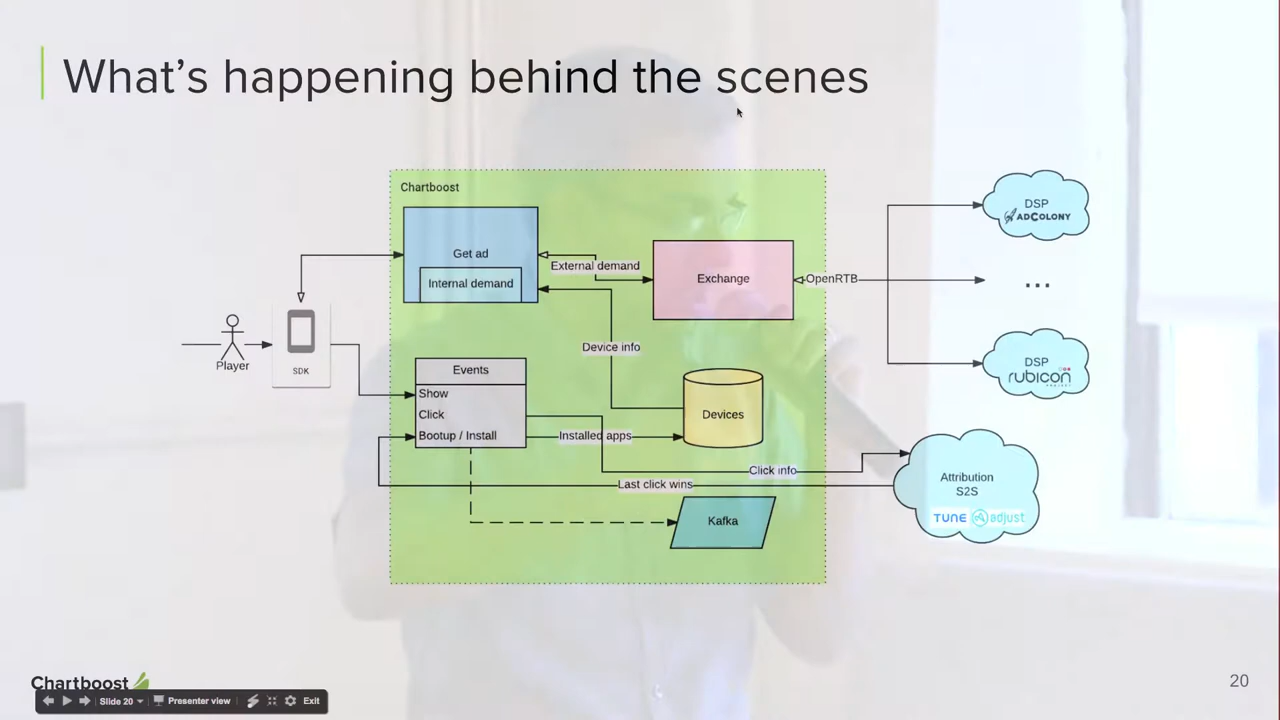 What's happening behind the scenes
Chartboost
Get ad
Internal demand
External demand
Exchange
OpenRTB
DSP
ADCOLONY
...
DSP
rubicon
PROJECT
Player
SDK
Device info
Events
Show
Click
Bootup / Install
Installed apps
Devices
Click info
Last click wins
Kafka
Attribution
S2S
TUNE
adjust
Chartboost
Slide 20
Presenter view
Exit
20